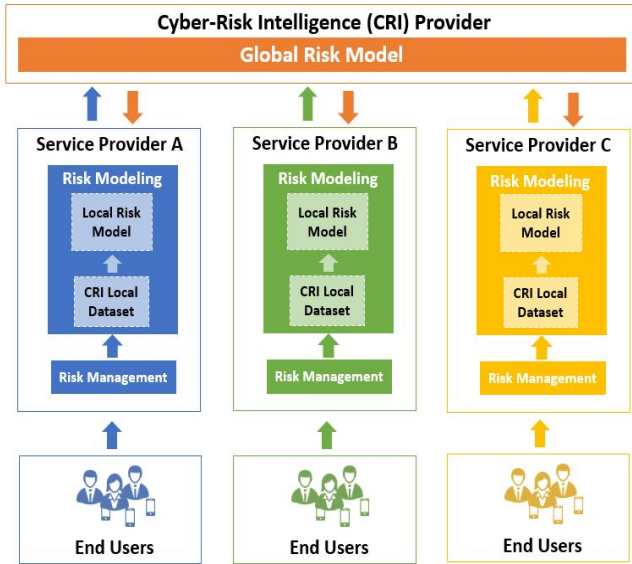 Cyber-Risk Intelligence (CRI) Provider
Global Risk Model
Service Provider A
Risk Modeling
Local Risk
Model
CRI Local
Dataset
Risk Management
End Users
Service Provider B
Risk Modeling
Local Risk
Model
CRI Local
Dataset
Risk Management
End Users
Service Provider C
Risk Modeling
Local Risk
Model
CRI Local
Dataset
Risk Management
End Users